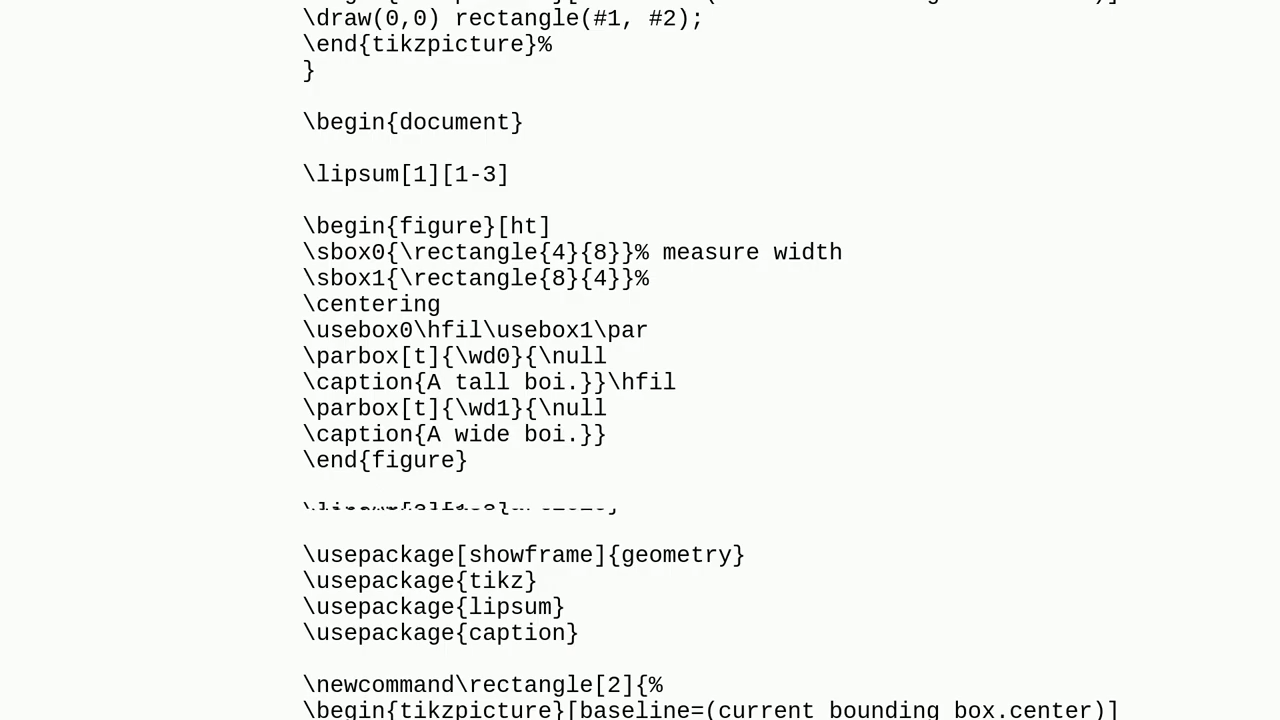 \draw(0,0) rectangle(#1, #2);
\end{tikzpicture}%
}
\begin{document}
\lipsum[1][1-3]
\begin{figure}[ht]
\sbox0{\rectangle{4}{8}}% measure width
\sbox1{\rectangle{8}{4}}%
\centering
\usebox0\hfil\usebox1\par
\parbox[t]{\wd0}{\null
\caption{A tall boi.}}\hfil
\parbox[t]{\wd1}{\null
\caption{A wide boi.}}
\end{figure}
\usepackage[showframe]{geometry}
\usepackage{tikz}
\usepackage{lipsum}
\usepackage{caption}
\newcommand\rectangle[2]{%
\begin{tikzpicture}[baseline=(current bounding box.center)]